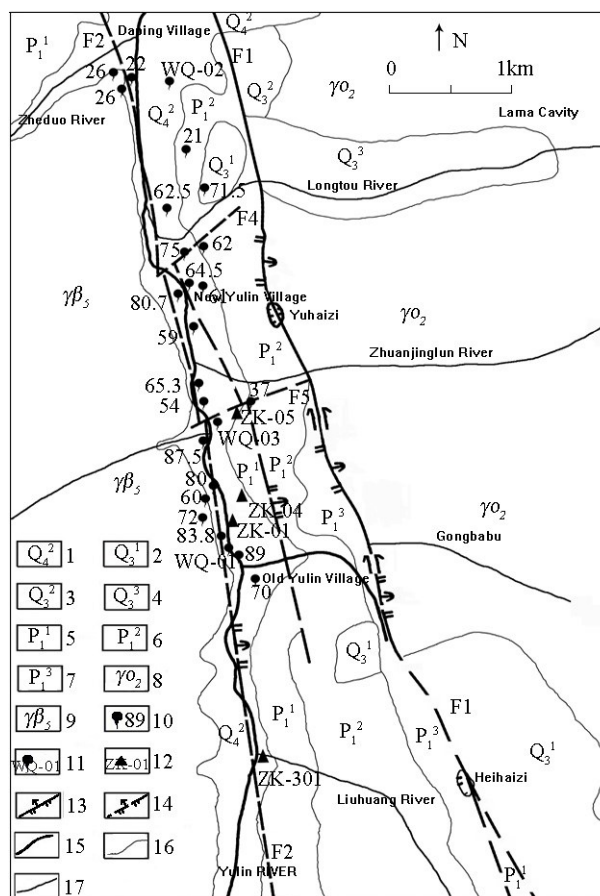 Q₄²
P₁¹
F2
Daping Village
F1
N
26
22
WQ-02
Q₃²
γο₂
0
1km
26
Q₄²
P₁²
Lama Cavity
Zheduo River
21
Q₃¹
Q₃³
71.5
Longtou River
62.5
F4
75
62
64.5
γβ₅
80.7
New Yulin Village
61
γο₂
Yuhaizi
59
P₁²
Zhuanjinglun River
65.3
37
F5
54
ZK-05
WQ-03
87.5
P₁¹
P₁²
γβ₅
80
60
ZK-04
P₁³
γο₂
72
ZK-01
83.8
Gongbabu
WQ-01
89
Old Yulin Village
70
Q₄² 1
Q₃¹ 2
Q₃² 3
Q₃³ 4
P₁¹ 5
P₁² 6
P₁³ 7
γο₂ 8
γβ₅ 9
89 10
WQ-01 11
ZK-01 12
13
14
15
16
17
Q₃¹
P₁¹
F1
Q₄²
P₁²
P₁³
Q₃¹
ZK-301
Heihaizi
Liuhuang River
F2
Yulin RIVER
P₁¹